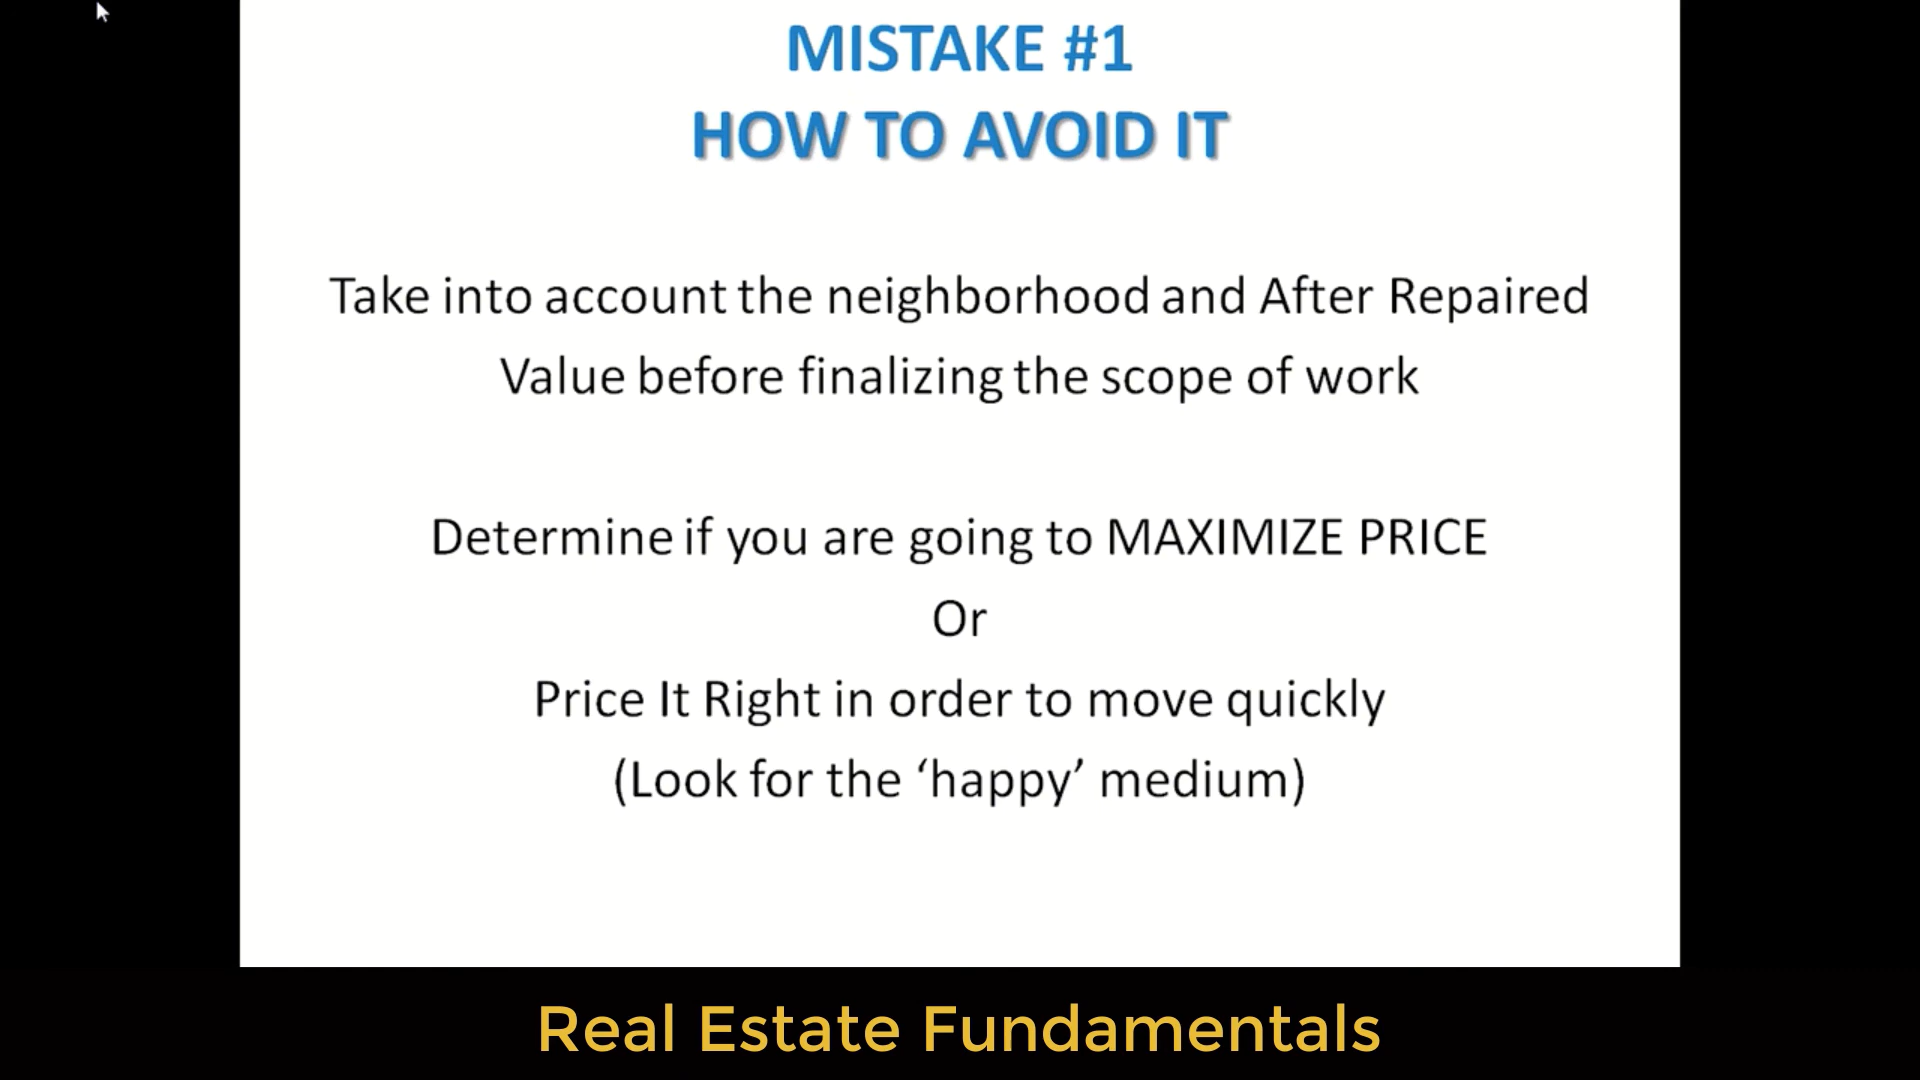 MISTAKE #1
HOW TO AVOID IT
Take into account the neighborhood and After Repaired
Value before finalizing the scope of work
Determine if you are going to MAXIMIZE PRICE
Or
Price It Right in order to move quickly
(Look for the ‘happy’ medium)
Real Estate Fundamentals